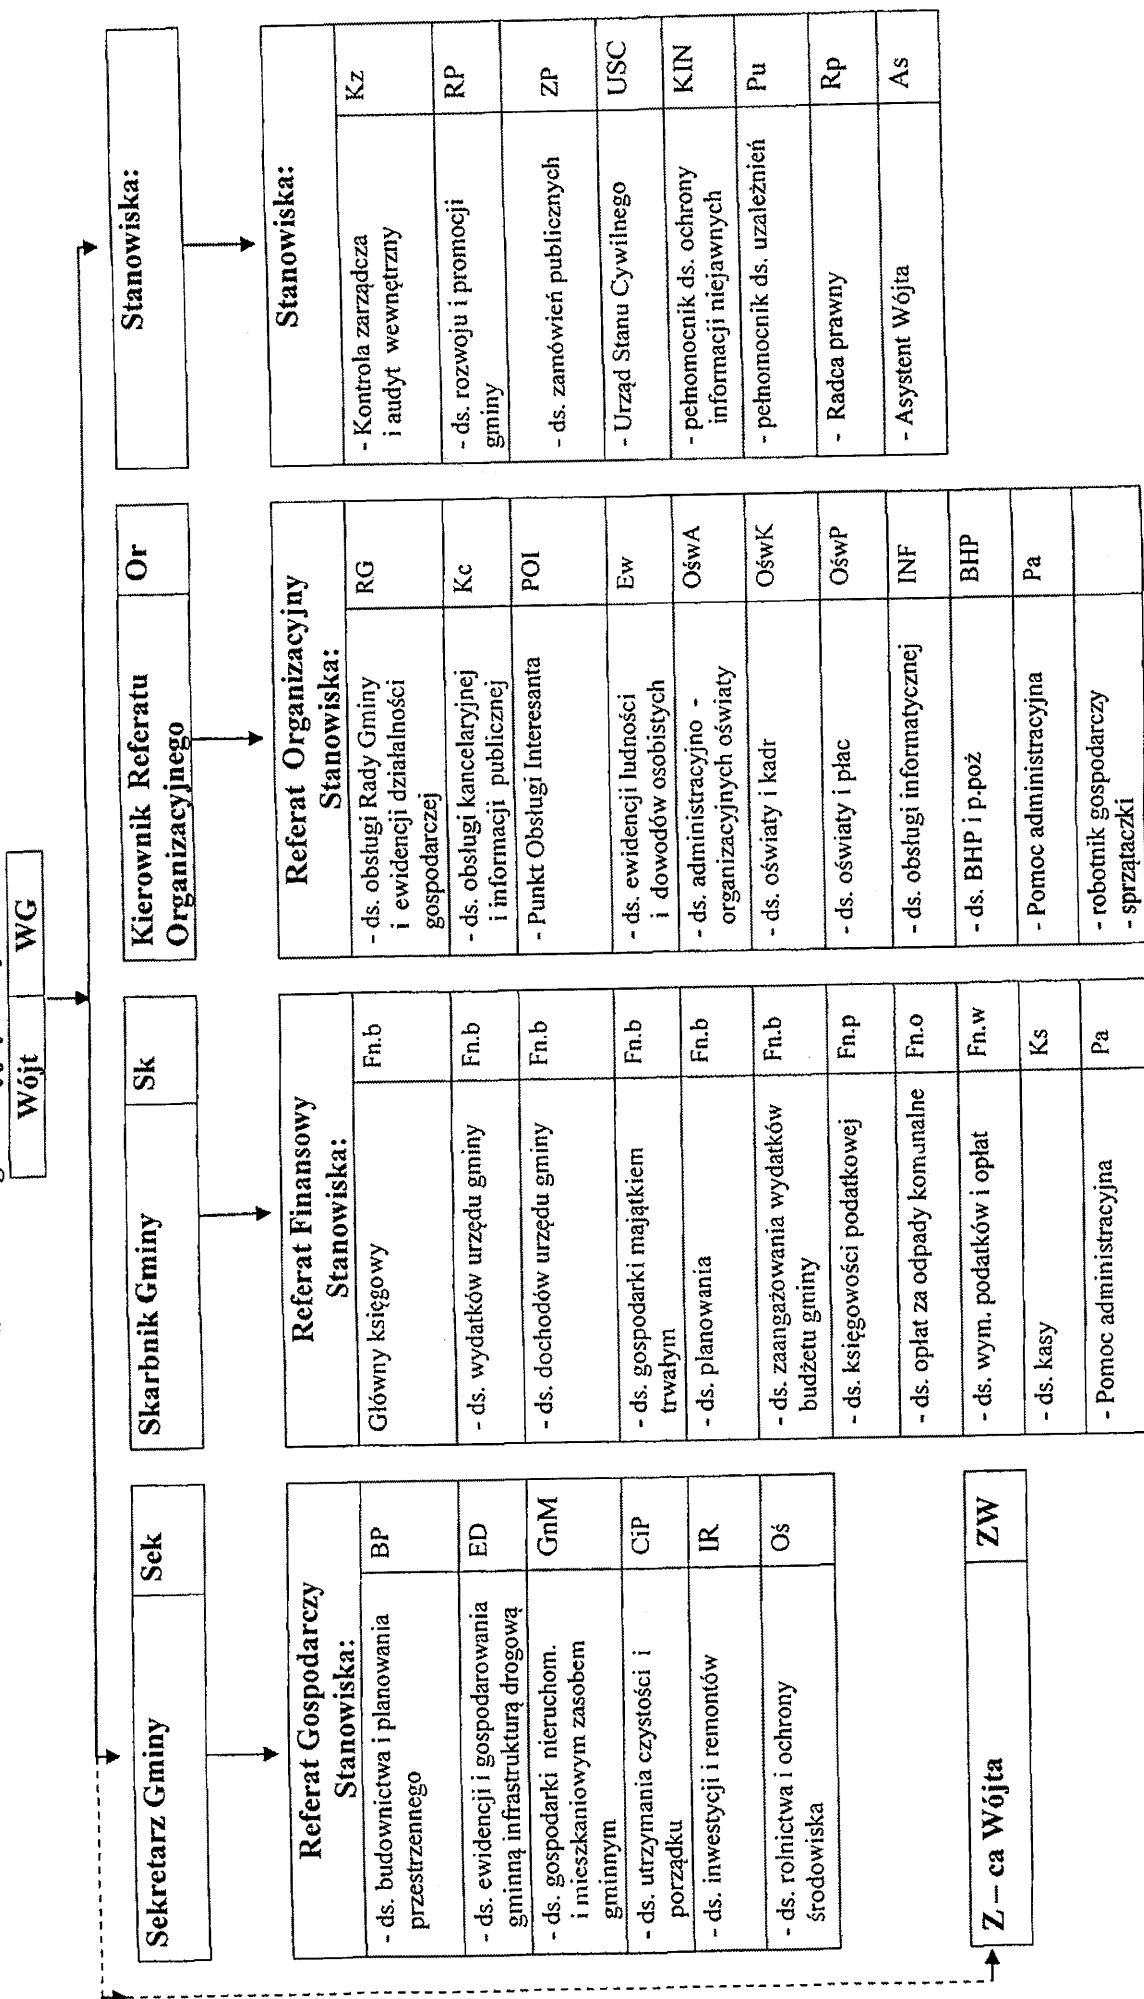 Wójt WG
Sekretarz Gminy Sek
Referat Gospodarczy
Stanowiska:
- ds. budownictwa i planowania BP
przestrzennego
- ds. ewidencji i gospodarowania ED
gminną infrastrukturą drogową
- ds. gospodarki nieruchom. GnM
i mieszkaniowym zasobem
gminnym
- ds. utrzymania czystości i CiP
porządku
- ds. inwestycji i remontów IR
- ds. rolnictwa i ochrony Oś
środowiska
Z – ca Wójta ZW
Skarbnik Gminy Sk
Referat Finansowy
Stanowiska:
Główny księgowy Fn.b
- ds. wydatków urzędu gminy Fn.b
- ds. dochodów urzędu gminy Fn.b
- ds. gospodarki majątkiem Fn.b
trwałym
- ds. planowania Fn.b
- ds. zaangażowania wydatków Fn.b
budżetu gminy
- ds. księgowości podatkowej Fn.p
- ds. opłat za odpady komunalne Fn.o
- ds. wym. podatków i opłat Fn.w
- ds. kasy Ks
- Pomoc administracyjna Pa
Kierownik Referatu Or
Organizacyjnego
Referat Organizacyjny
Stanowiska:
- ds. obsługi Rady Gminy RG
i ewidencji działalności
gospodarczej
- ds. obsługi kancelaryjnej Kc
i informacji publicznej
- Punkt Obsługi Interesanta POI
- ds. ewidencji ludności Ew
i dowodów osobistych
- ds. administracyjno - OśwA
organizacyjnych oświaty
- ds. oświaty i kadr OśwK
- ds. oświaty i płac OśwP
- ds. obsługi informatycznej INF
- ds. BHP i p.poż BHP
- Pomoc administracyjna Pa
- robotnik gospodarczy
- sprzątaczki
Stanowiska:
Stanowiska:
- Kontrola zarządcza Kz
i audyt wewnętrzny
- ds. rozwoju i promocji RP
gminy
- ds. zamówień publicznych ZP
- Urząd Stanu Cywilnego USC
- pełnomocnik ds. ochrony KIN
informacji niejawnych
- pełnomocnik ds. uzależnień Pu
- Radca prawny Rp
- Asystent Wójta As